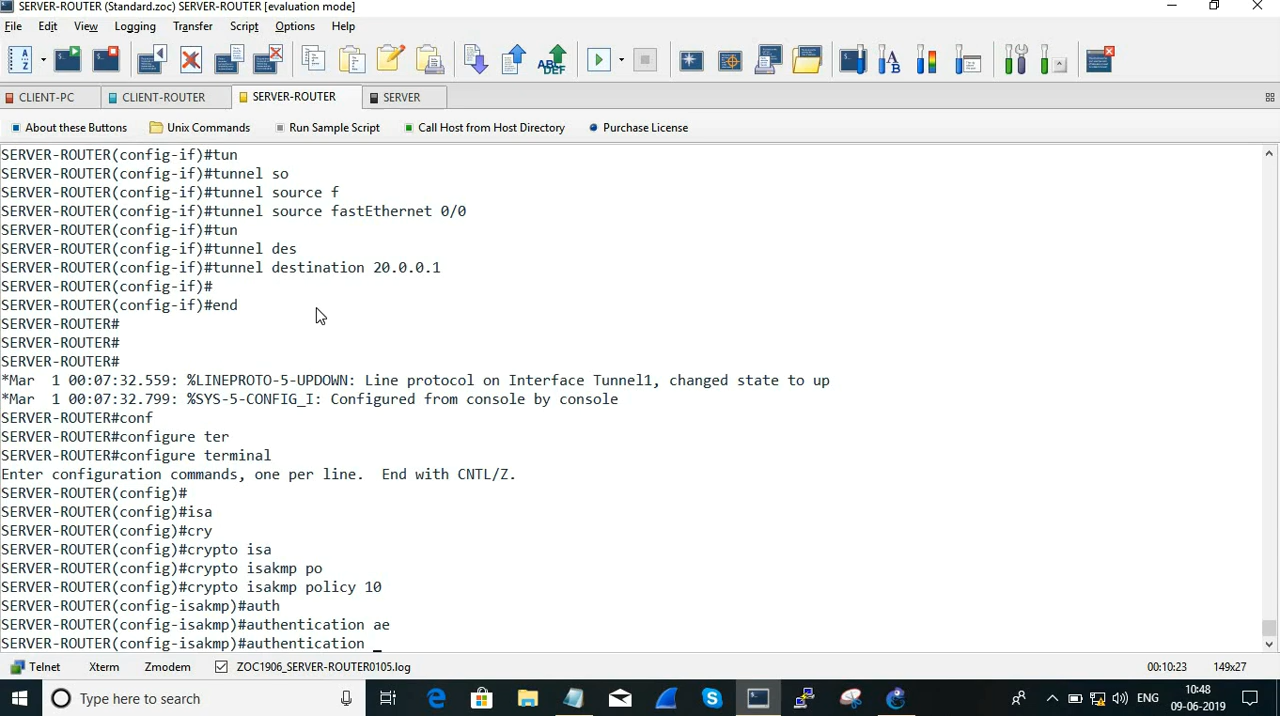 SERVER-ROUTER (Standard.zoc) SERVER-ROUTER [evaluation mode]
File Edit View Logging Transfer Script Options Help
CLIENT-PC CLIENT-ROUTER SERVER-ROUTER SERVER
About these Buttons Unix Commands Run Sample Script Call Host from Host Directory Purchase License
SERVER-ROUTER(config-if)#tun
SERVER-ROUTER(config-if)#tunnel so
SERVER-ROUTER(config-if)#tunnel source f
SERVER-ROUTER(config-if)#tunnel source fastEthernet 0/0
SERVER-ROUTER(config-if)#tun
SERVER-ROUTER(config-if)#tunnel des
SERVER-ROUTER(config-if)#tunnel destination 20.0.0.1
SERVER-ROUTER(config-if)#
SERVER-ROUTER(config-if)#end
SERVER-ROUTER#
SERVER-ROUTER#
SERVER-ROUTER#
*Mar  1 00:07:32.559: %LINEPROTO-5-UPDOWN: Line protocol on Interface Tunnel1, changed state to up
*Mar  1 00:07:32.799: %SYS-5-CONFIG_I: Configured from console by console
SERVER-ROUTER#conf
SERVER-ROUTER#configure ter
SERVER-ROUTER#configure terminal
Enter configuration commands, one per line.  End with CNTL/Z.
SERVER-ROUTER(config)#
SERVER-ROUTER(config)#isa
SERVER-ROUTER(config)#cry
SERVER-ROUTER(config)#crypto isa
SERVER-ROUTER(config)#crypto isakmp po
SERVER-ROUTER(config)#crypto isakmp policy 10
SERVER-ROUTER(config-isakmp)#auth
SERVER-ROUTER(config-isakmp)#authentication ae
SERVER-ROUTER(config-isakmp)#authentication _
Telnet Xterm Zmodem ZOC1906_SERVER-ROUTER0105.log 00:10:23 149x27
Type here to search ENG 10:48
09-06-2019